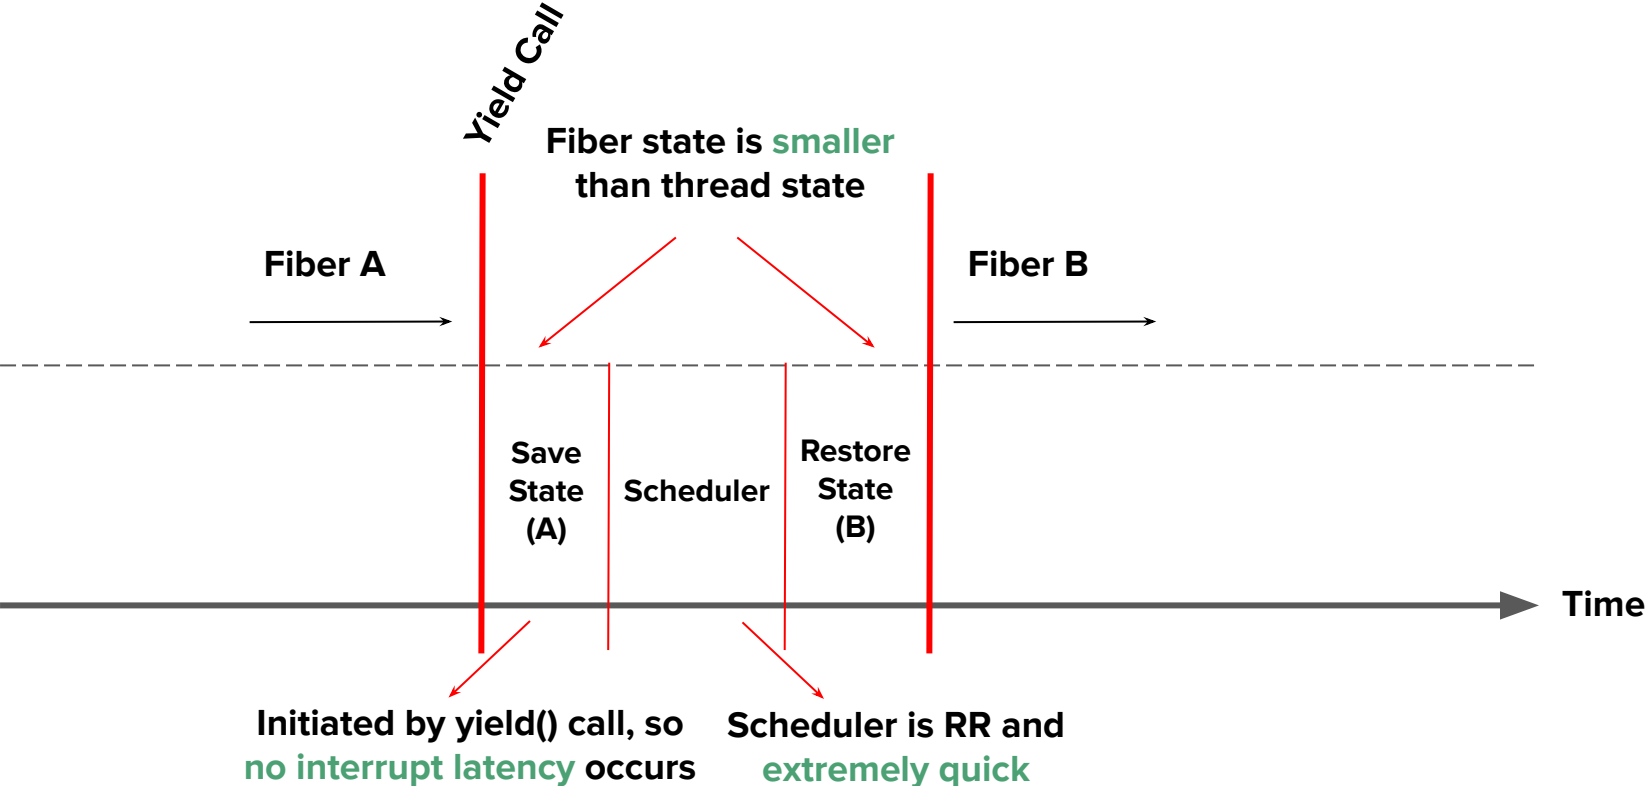 Yield Call
Fiber state is smaller
than thread state
Fiber A
Fiber B
Save
State
(A)
Scheduler
Restore
State
(B)
Time
Initiated by yield() call, so
no interrupt latency occurs
Scheduler is RR and
extremely quick